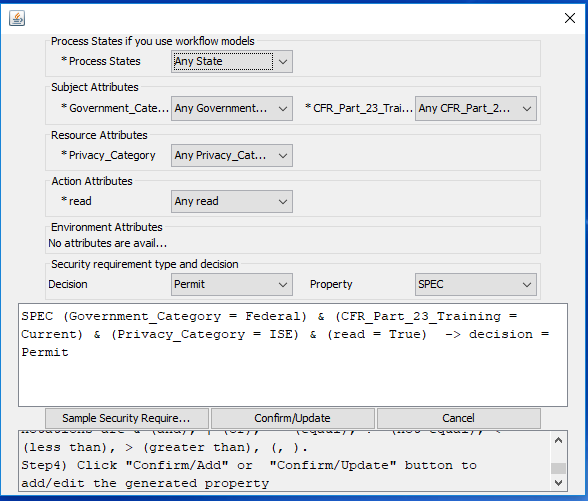 Process States if you use workflow models
* Process States Any State
Subject Attributes
* Government_Cate... Any Government... * CFR_Part_23_Trai... Any CFR_Part_2...
Resource Attributes
* Privacy_Category Any Privacy_Cat...
Action Attributes
* read Any read
Environment Attributes
No attributes are avail...
Security requirement type and decision
Decision Permit Property SPEC
SPEC (Government_Category = Federal) & (CFR_Part_23_Training =
Current) & (Privacy_Category = ISE) & (read = True)  -> decision =
Permit
Sample Security Require... Confirm/Update Cancel
(less than), > (greater than), (, ).
Step4) Click "Confirm/Add" or  "Confirm/Update" button to
add/edit the generated property